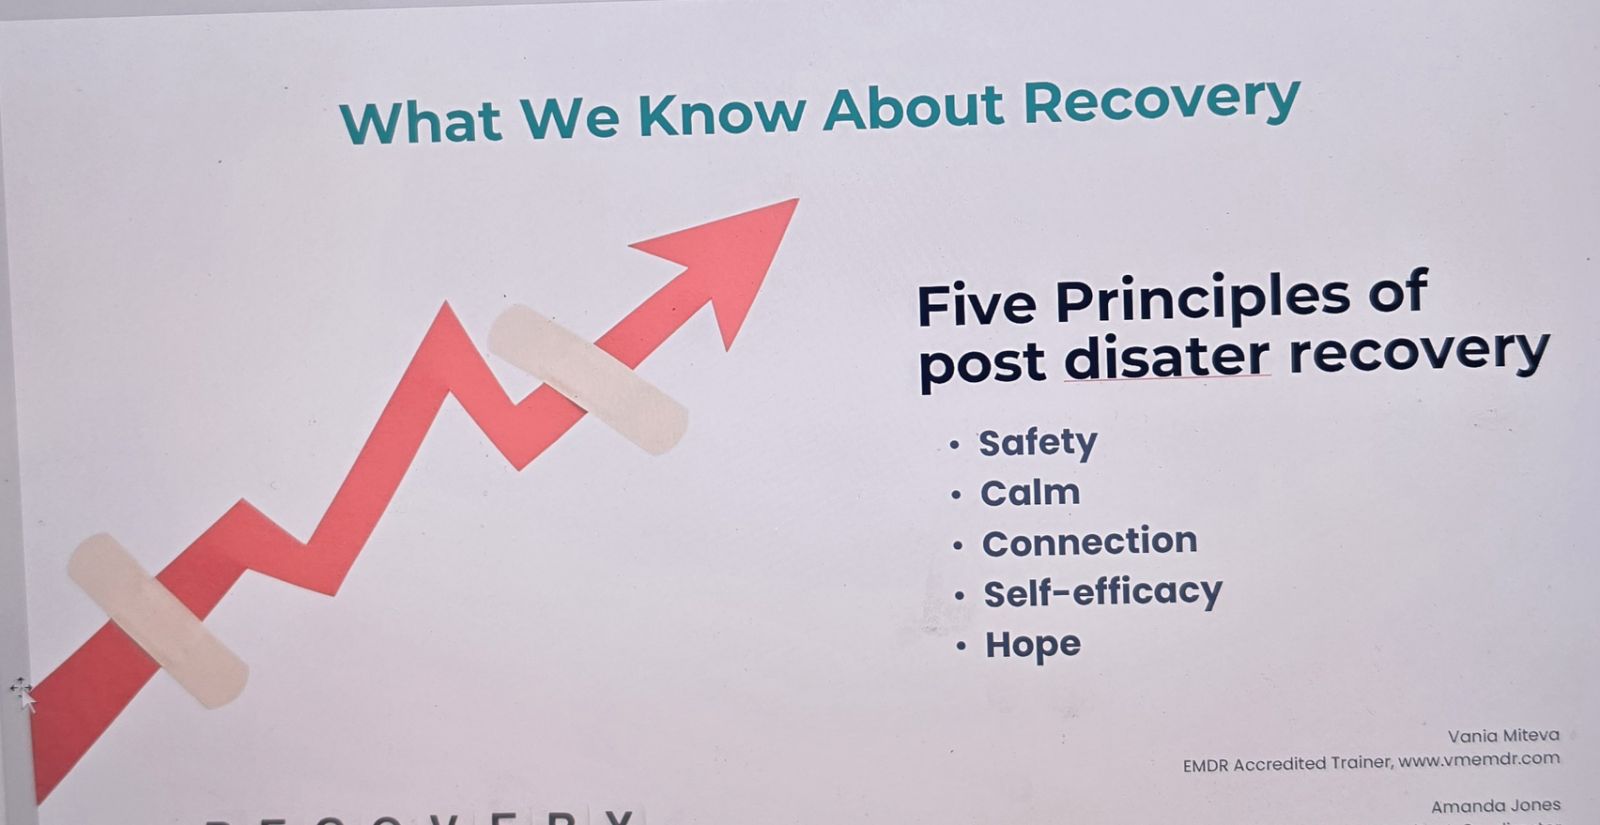 What We Know About Recovery
Five Principles of
post disater recovery
• Safety
• Calm
• Connection
• Self-efficacy
• Hope
Vania Miteva
EMDR Accredited Trainer, www.vmemdr.com
Amanda Jones
RECOVERY